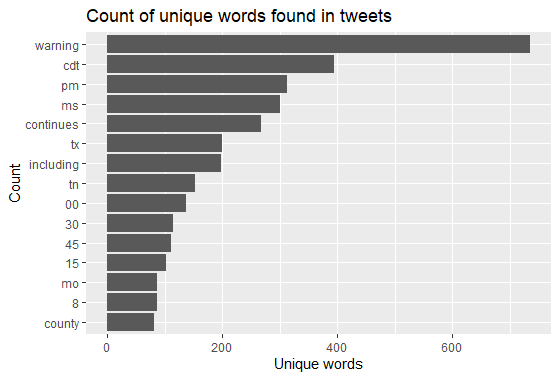 Count of unique words found in tweets
warning
cdt
pm
ms
continues
tx
including
tn
00
30
45
15
mo
8
county
Count
0 200 400 600
Unique words